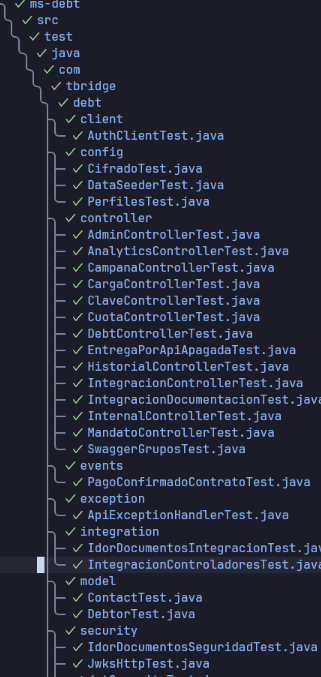 ms-debt
src
test
java
com
tbridge
debt
client
AuthClientTest.java
config
CifradoTest.java
DataSeederTest.java
PerfilesTest.java
controller
AdminControllerTest.java
AnalyticsControllerTest.java
CampanaControllerTest.java
CargaControllerTest.java
ClaveControllerTest.java
CuotaControllerTest.java
DebtControllerTest.java
EntregaPorApiApagadaTest.java
HistorialControllerTest.java
IntegracionControllerTest.java
IntegracionDocumentacionTest.java
InternalControllerTest.java
MandatoControllerTest.java
SwaggerGruposTest.java
events
PagoConfirmadoContratoTest.java
exception
ApiExceptionHandlerTest.java
integration
IdorDocumentosIntegracionTest.jav
IntegracionControladoresTest.java
model
ContactTest.java
DebtorTest.java
security
IdorDocumentosSeguridadTest.java
JwksHttpTest.java